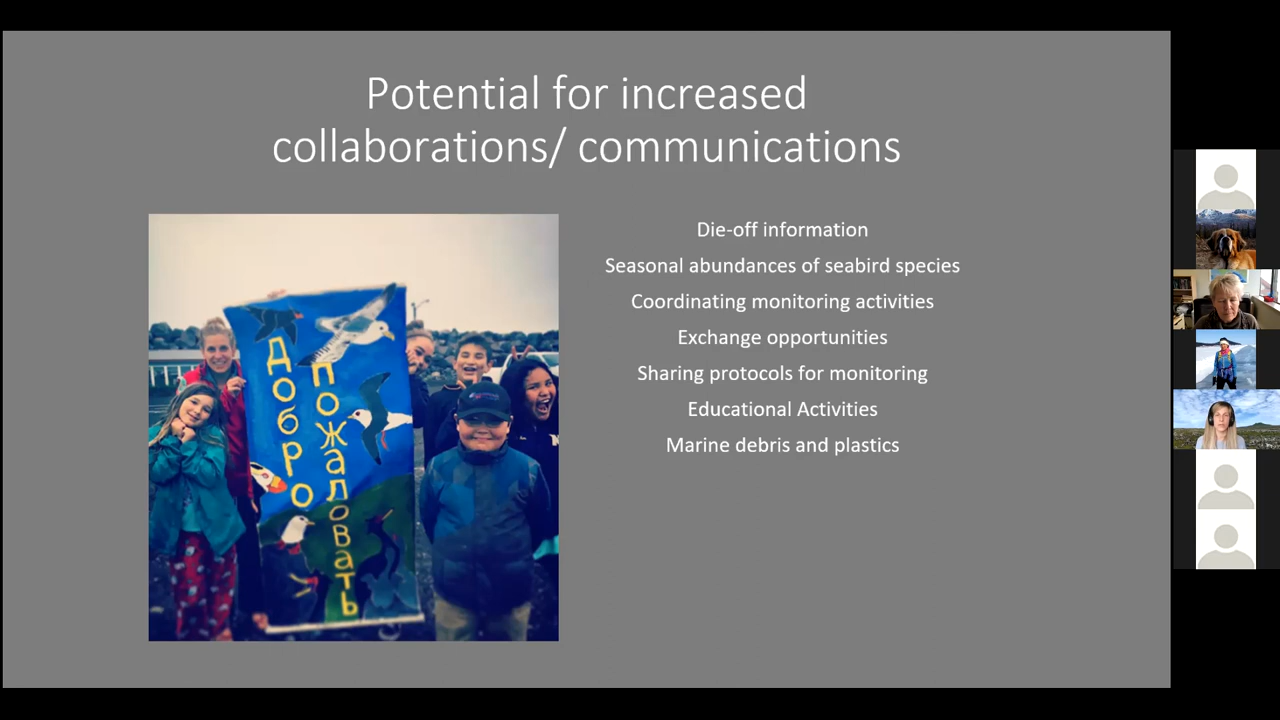 Potential for increased
collaborations/ communications
Die-off information
Seasonal abundances of seabird species
Coordinating monitoring activities
Exchange opportunities
Sharing protocols for monitoring
Educational Activities
Marine debris and plastics
добро
пожаловать